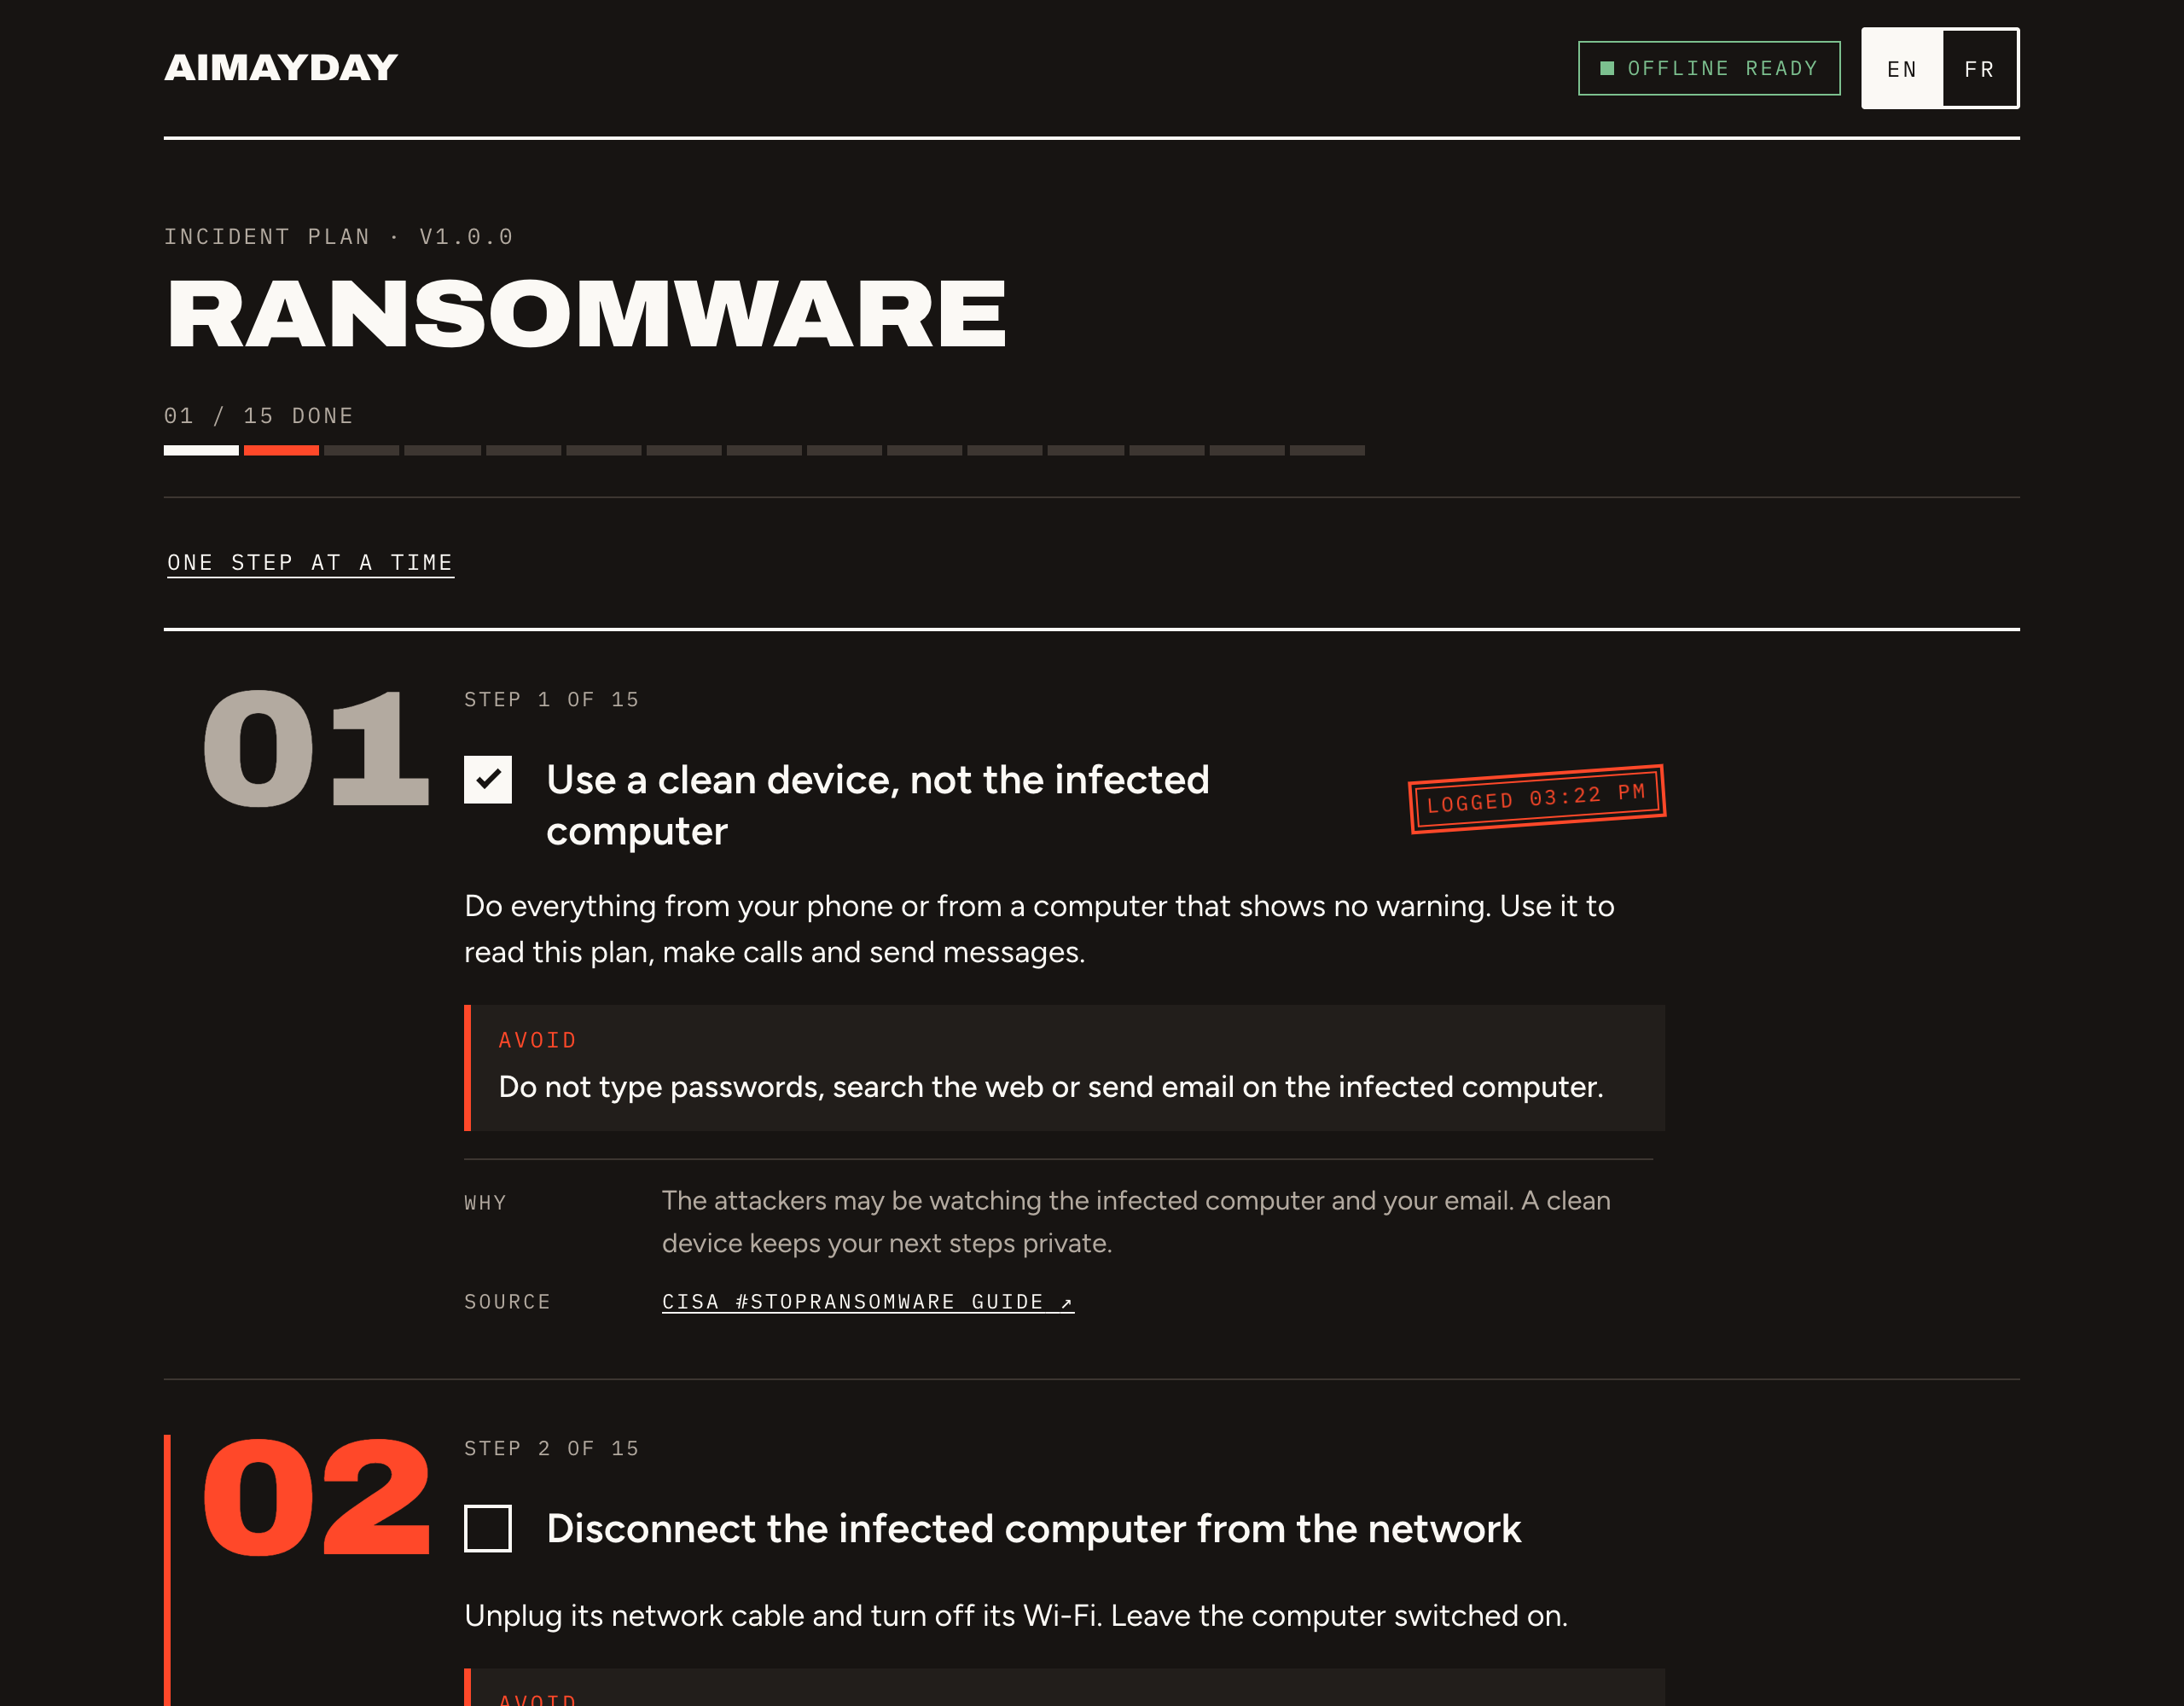 AIMAYDAY
OFFLINE READY
EN
FR
INCIDENT PLAN · V1.0.0
RANSOMWARE
01 / 15 DONE
ONE STEP AT A TIME
01
STEP 1 OF 15
Use a clean device, not the infected
computer
LOGGED 03:22 PM
Do everything from your phone or from a computer that shows no warning. Use it to
read this plan, make calls and send messages.
AVOID
Do not type passwords, search the web or send email on the infected computer.
WHY
The attackers may be watching the infected computer and your email. A clean
device keeps your next steps private.
SOURCE
CISA #STOPRANSOMWARE GUIDE ↗
02
STEP 2 OF 15
Disconnect the infected computer from the network
Unplug its network cable and turn off its Wi-Fi. Leave the computer switched on.
AVOID